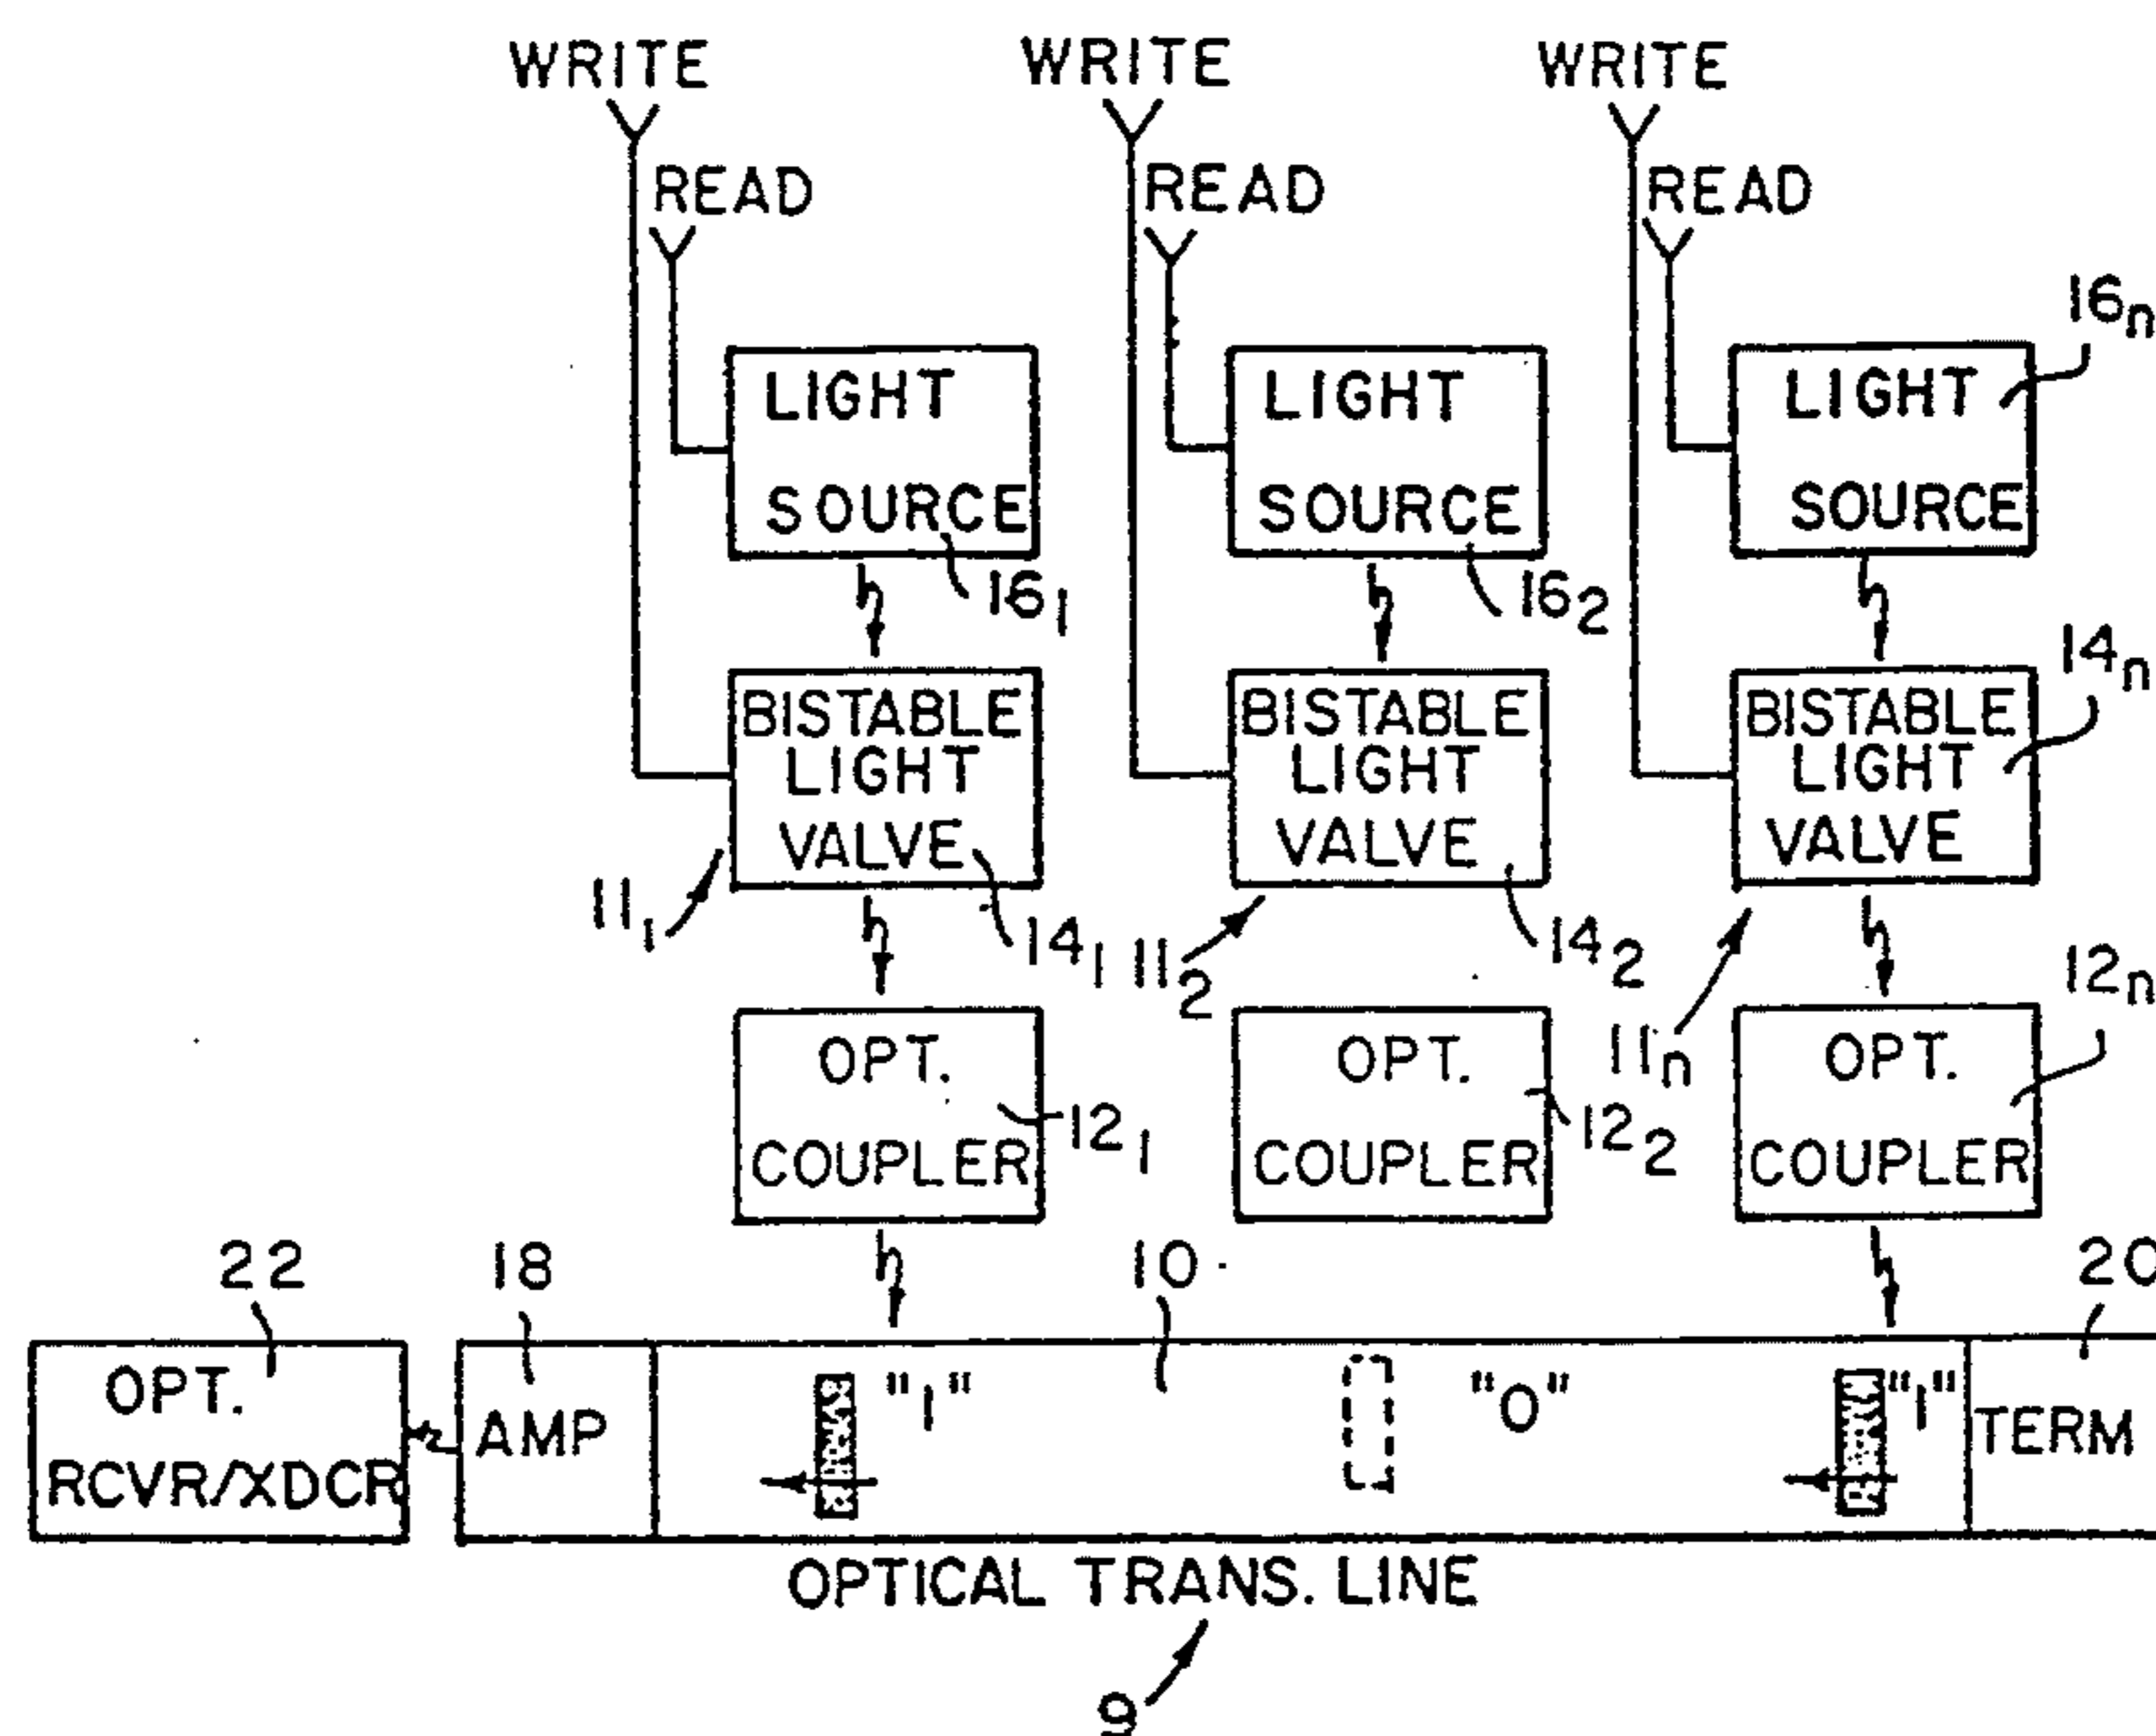 WRITE WRITE WRITE
READ READ READ
16n
LIGHT LIGHT LIGHT
SOURCE SOURCE SOURCE
16₁ 16₂
14n
BISTABLE BISTABLE BISTABLE
LIGHT LIGHT LIGHT
VALVE VALVE VALVE
11₁ 14₁ 11₂ 14₂
12n
11n
OPT. OPT. OPT.
12₁ 12₂
COUPLER COUPLER COUPLER
22 18 10 20
OPT. "1" "0" "1"
AMP TERM
RCVR/XDCR
OPTICAL TRANS. LINE
9